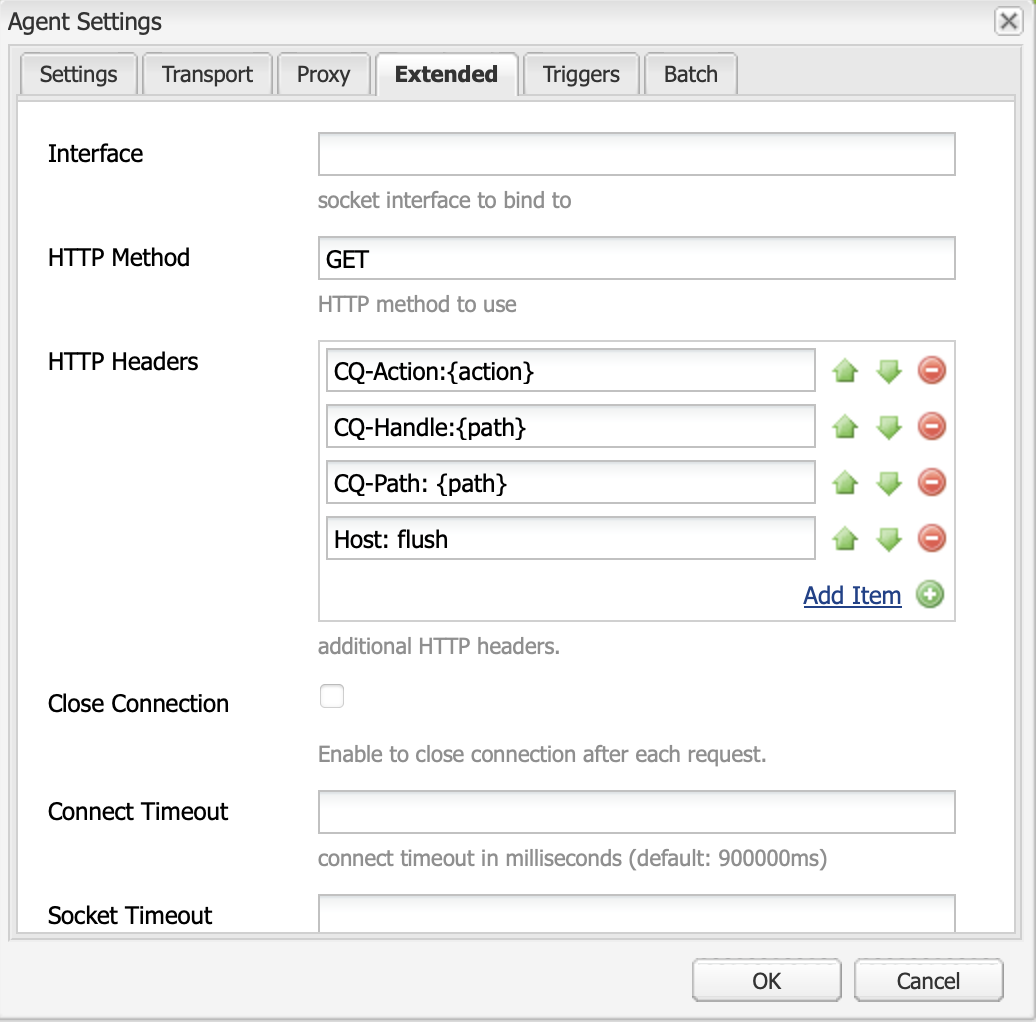 Agent Settings
Settings Transport Proxy Extended Triggers Batch
Interface
socket interface to bind to
HTTP Method GET
HTTP method to use
HTTP Headers CQ-Action:{action}
CQ-Handle:{path}
CQ-Path: {path}
Host: flush
Add Item
additional HTTP headers.
Close Connection
Enable to close connection after each request.
Connect Timeout
connect timeout in milliseconds (default: 900000ms)
Socket Timeout
OK Cancel